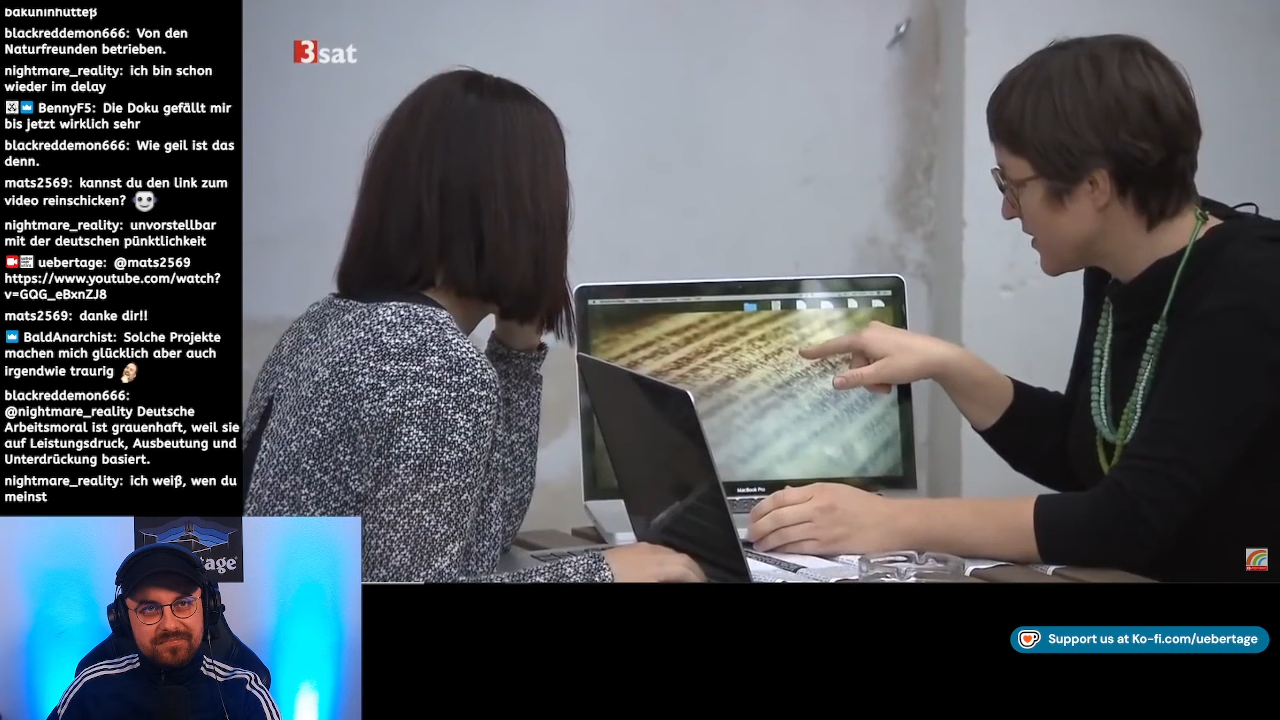 bakuninhütteß
blackreddemon666: Von den
Naturfreunden betrieben.
nightmare_reality: ich bin schon
wieder im delay
BennyF5: Die Doku gefällt mir
bis jetzt wirklich sehr
blackreddemon666: Wie geil ist das
denn.
mats2569: kannst du den link zum
video reinschicken?
nightmare_reality: unvorstellbar
mit der deutschen pünktlichkeit
uebertage: @mats2569
https://www.youtube.com/watch?
v=GQG_eBxnZJ8
mats2569: danke dir!!
BaldAnarchist: Solche Projekte
machen mich glücklich aber auch
irgendwie traurig
blackreddemon666:
@nightmare_reality Deutsche
Arbeitsmoral ist grauenhaft, weil sie
auf Leistungsdruck, Ausbeutung und
Unterdrückung basiert.
nightmare_reality: ich weiß, wen du
meinst
3sat
MacBook Pro
Support us at Ko-fi.com/uebertage